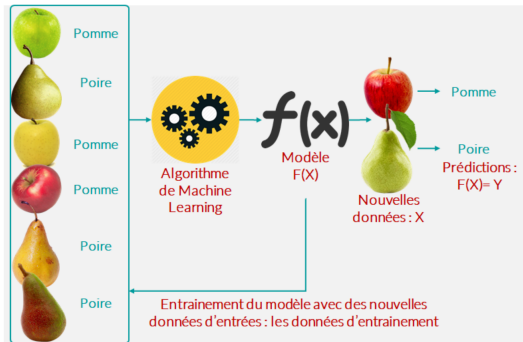 Pomme
Poire
Pomme
Pomme
Poire
Poire
Algorithme
de Machine
Learning
f(x)
Modèle
F(X)
Pomme
Poire
Prédictions :
F(X)= Y
Nouvelles
données : X
Entrainement du modèle avec des nouvelles
données d'entrées : les données d'entrainement